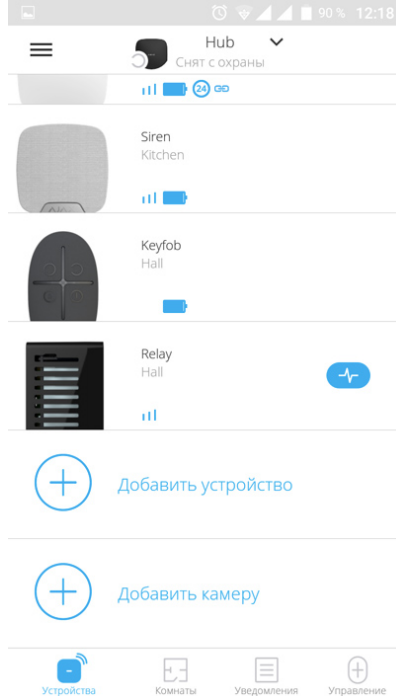 90 % 12:18
Hub
Снят с охраны
24
Siren
Kitchen
Keyfob
Hall
Relay
Hall
Добавить устройство
Добавить камеру
Устройства
Комнаты
Уведомления
Управление